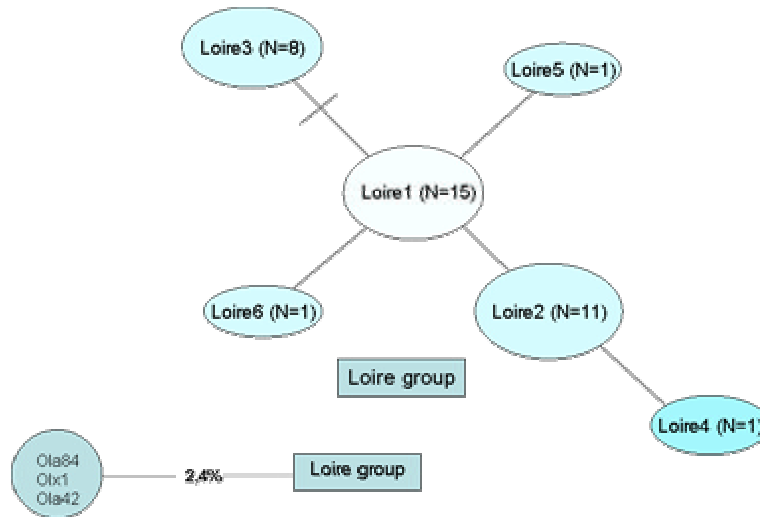 Loire3 (N=8)
Loire5 (N=1)
Loire1 (N=15)
Loire6 (N=1)
Loire2 (N=11)
Loire group
Loire4 (N=1)
Ola84
Olx1
Ola42
2,4%
Loire group